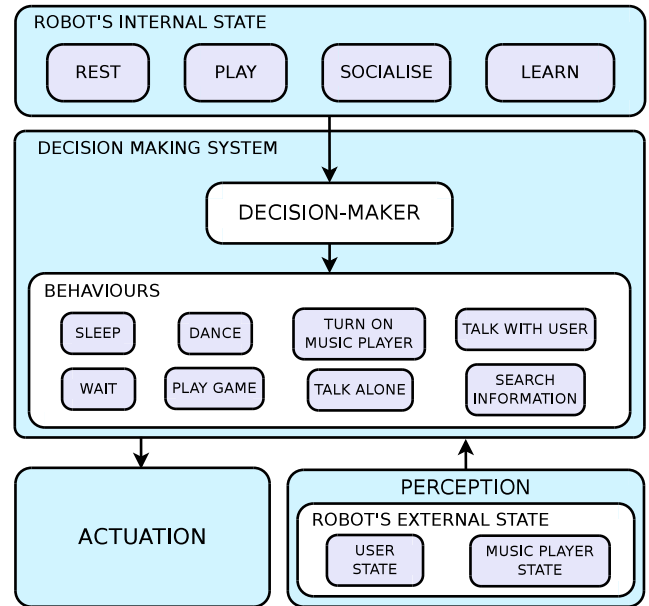 ROBOT'S INTERNAL STATE
REST
PLAY
SOCIALISE
LEARN
DECISION MAKING SYSTEM
DECISION-MAKER
BEHAVIOURS
SLEEP
DANCE
TURN ON
MUSIC PLAYER
TALK WITH USER
WAIT
PLAY GAME
TALK ALONE
SEARCH
INFORMATION
ACTUATION
PERCEPTION
ROBOT'S EXTERNAL STATE
USER
STATE
MUSIC PLAYER
STATE